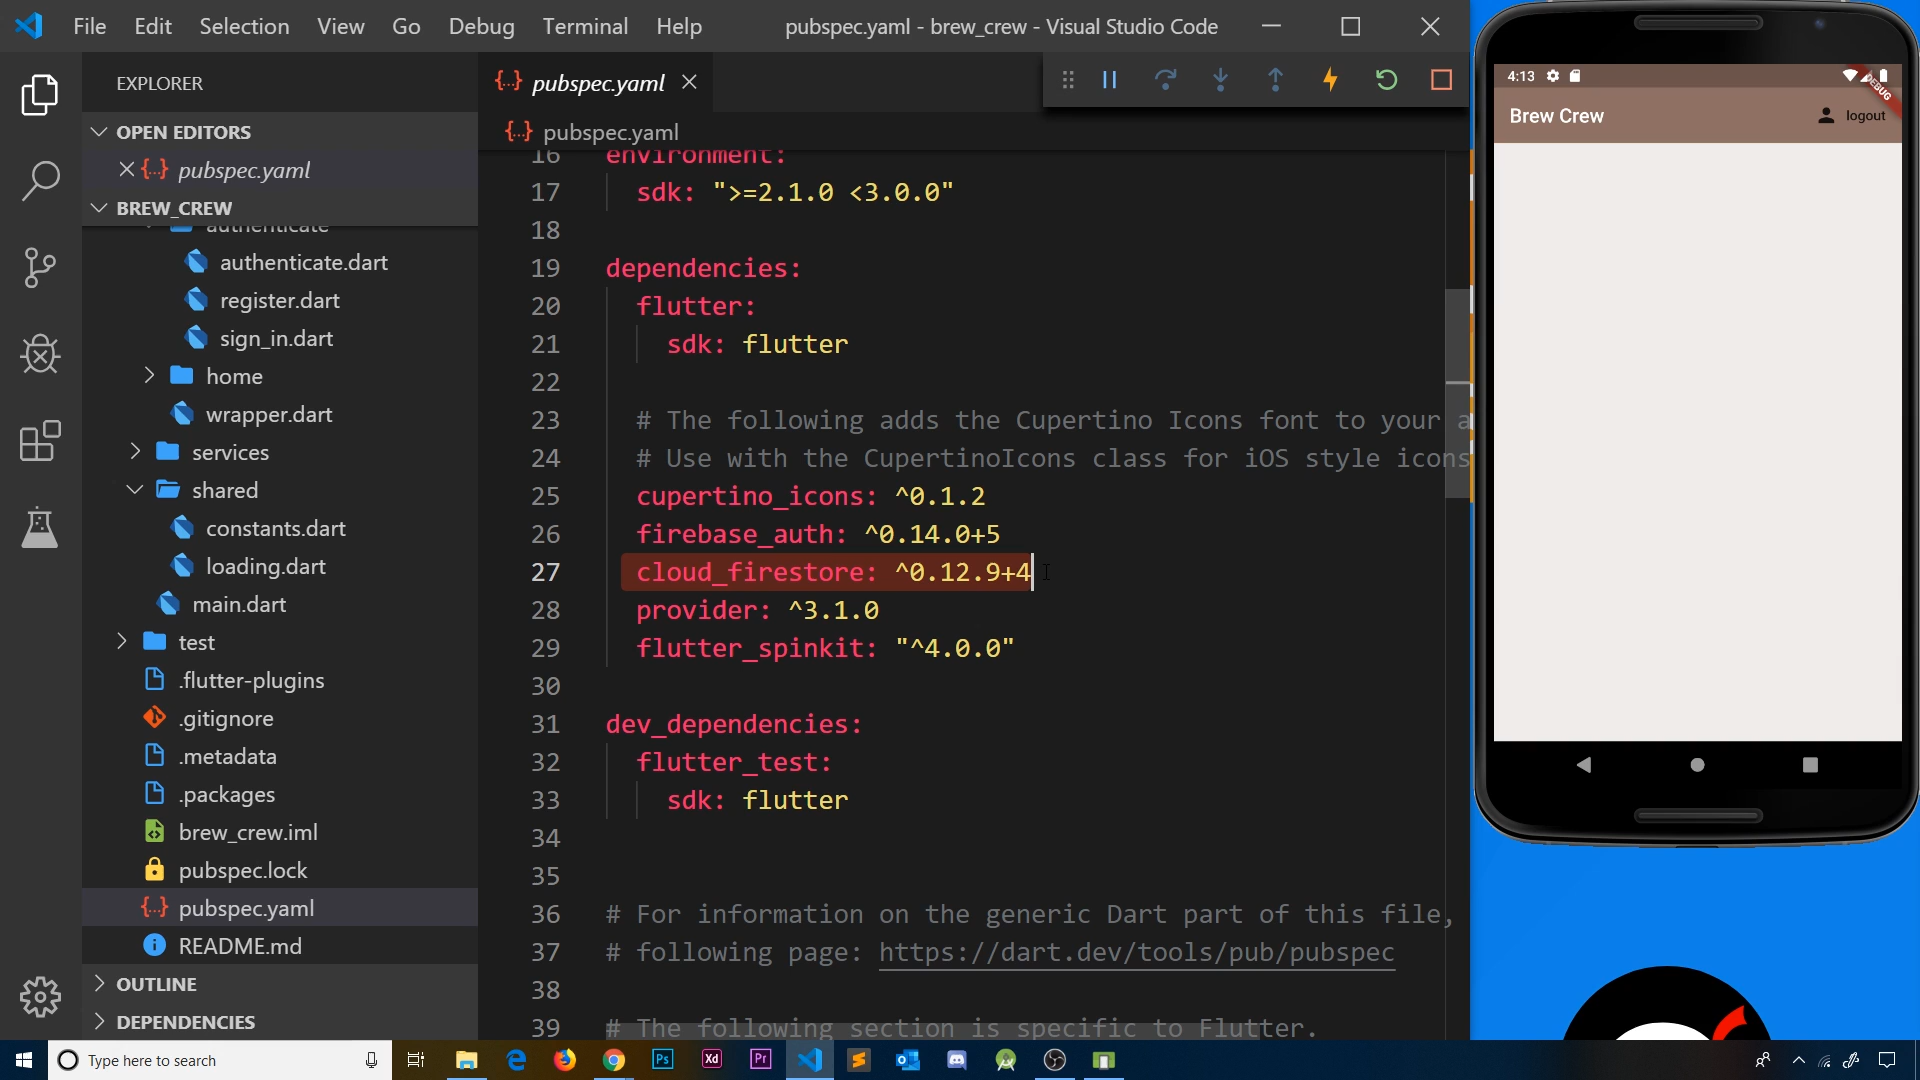 File Edit Selection View Go Debug Terminal Help
pubspec.yaml - brew_crew - Visual Studio Code
EXPLORER
OPEN EDITORS
pubspec.yaml
BREW_CREW
authenticate
authenticate.dart
register.dart
sign_in.dart
home
wrapper.dart
services
shared
constants.dart
loading.dart
main.dart
test
.flutter-plugins
.gitignore
.metadata
.packages
brew_crew.iml
pubspec.lock
pubspec.yaml
README.md
OUTLINE
DEPENDENCIES
pubspec.yaml
pubspec.yaml
16 environment:
17 sdk: ">=2.1.0 <3.0.0"
18
19 dependencies:
20 flutter:
21 sdk: flutter
22
23 # The following adds the Cupertino Icons font to your a
24 # Use with the CupertinoIcons class for iOS style icons
25 cupertino_icons: ^0.1.2
26 firebase_auth: ^0.14.0+5
27 cloud_firestore: ^0.12.9+4
28 provider: ^3.1.0
29 flutter_spinkit: "^4.0.0"
30
31 dev_dependencies:
32 flutter_test:
33 sdk: flutter
34
35
36 # For information on the generic Dart part of this file,
37 # following page: https://dart.dev/tools/pub/pubspec
38
39 # The following section is specific to Flutter.
4:13
DEBUG
Brew Crew
logout
Type here to search
Ps
Xd
Pr